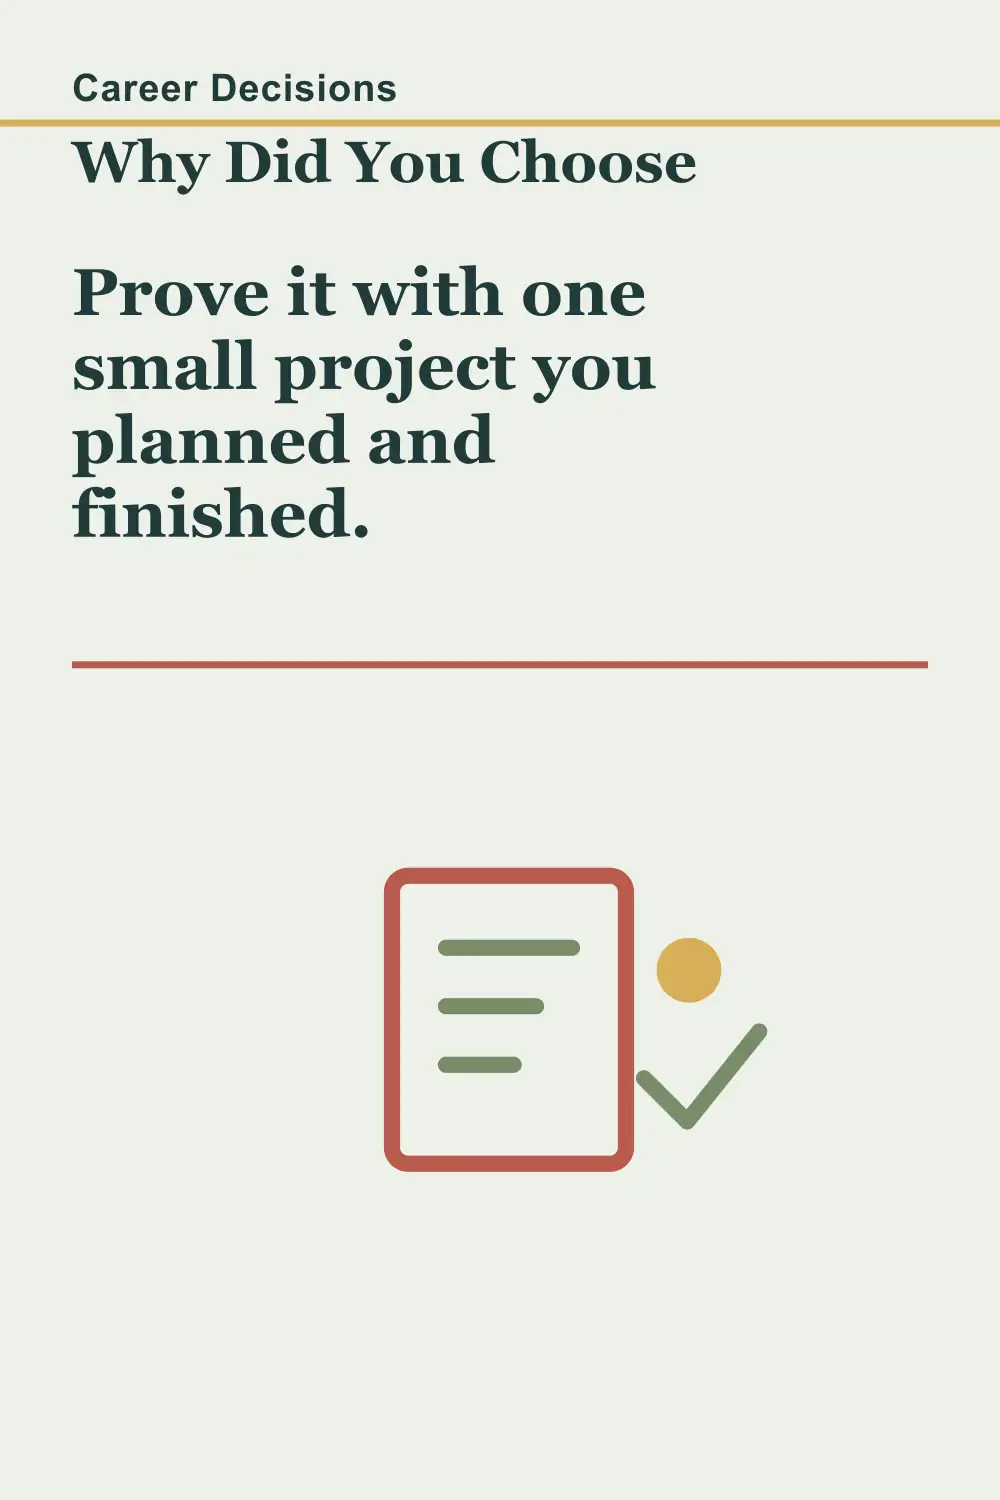 Career Decisions
Why Did You Choose
Prove it with one
small project you
planned and
finished.